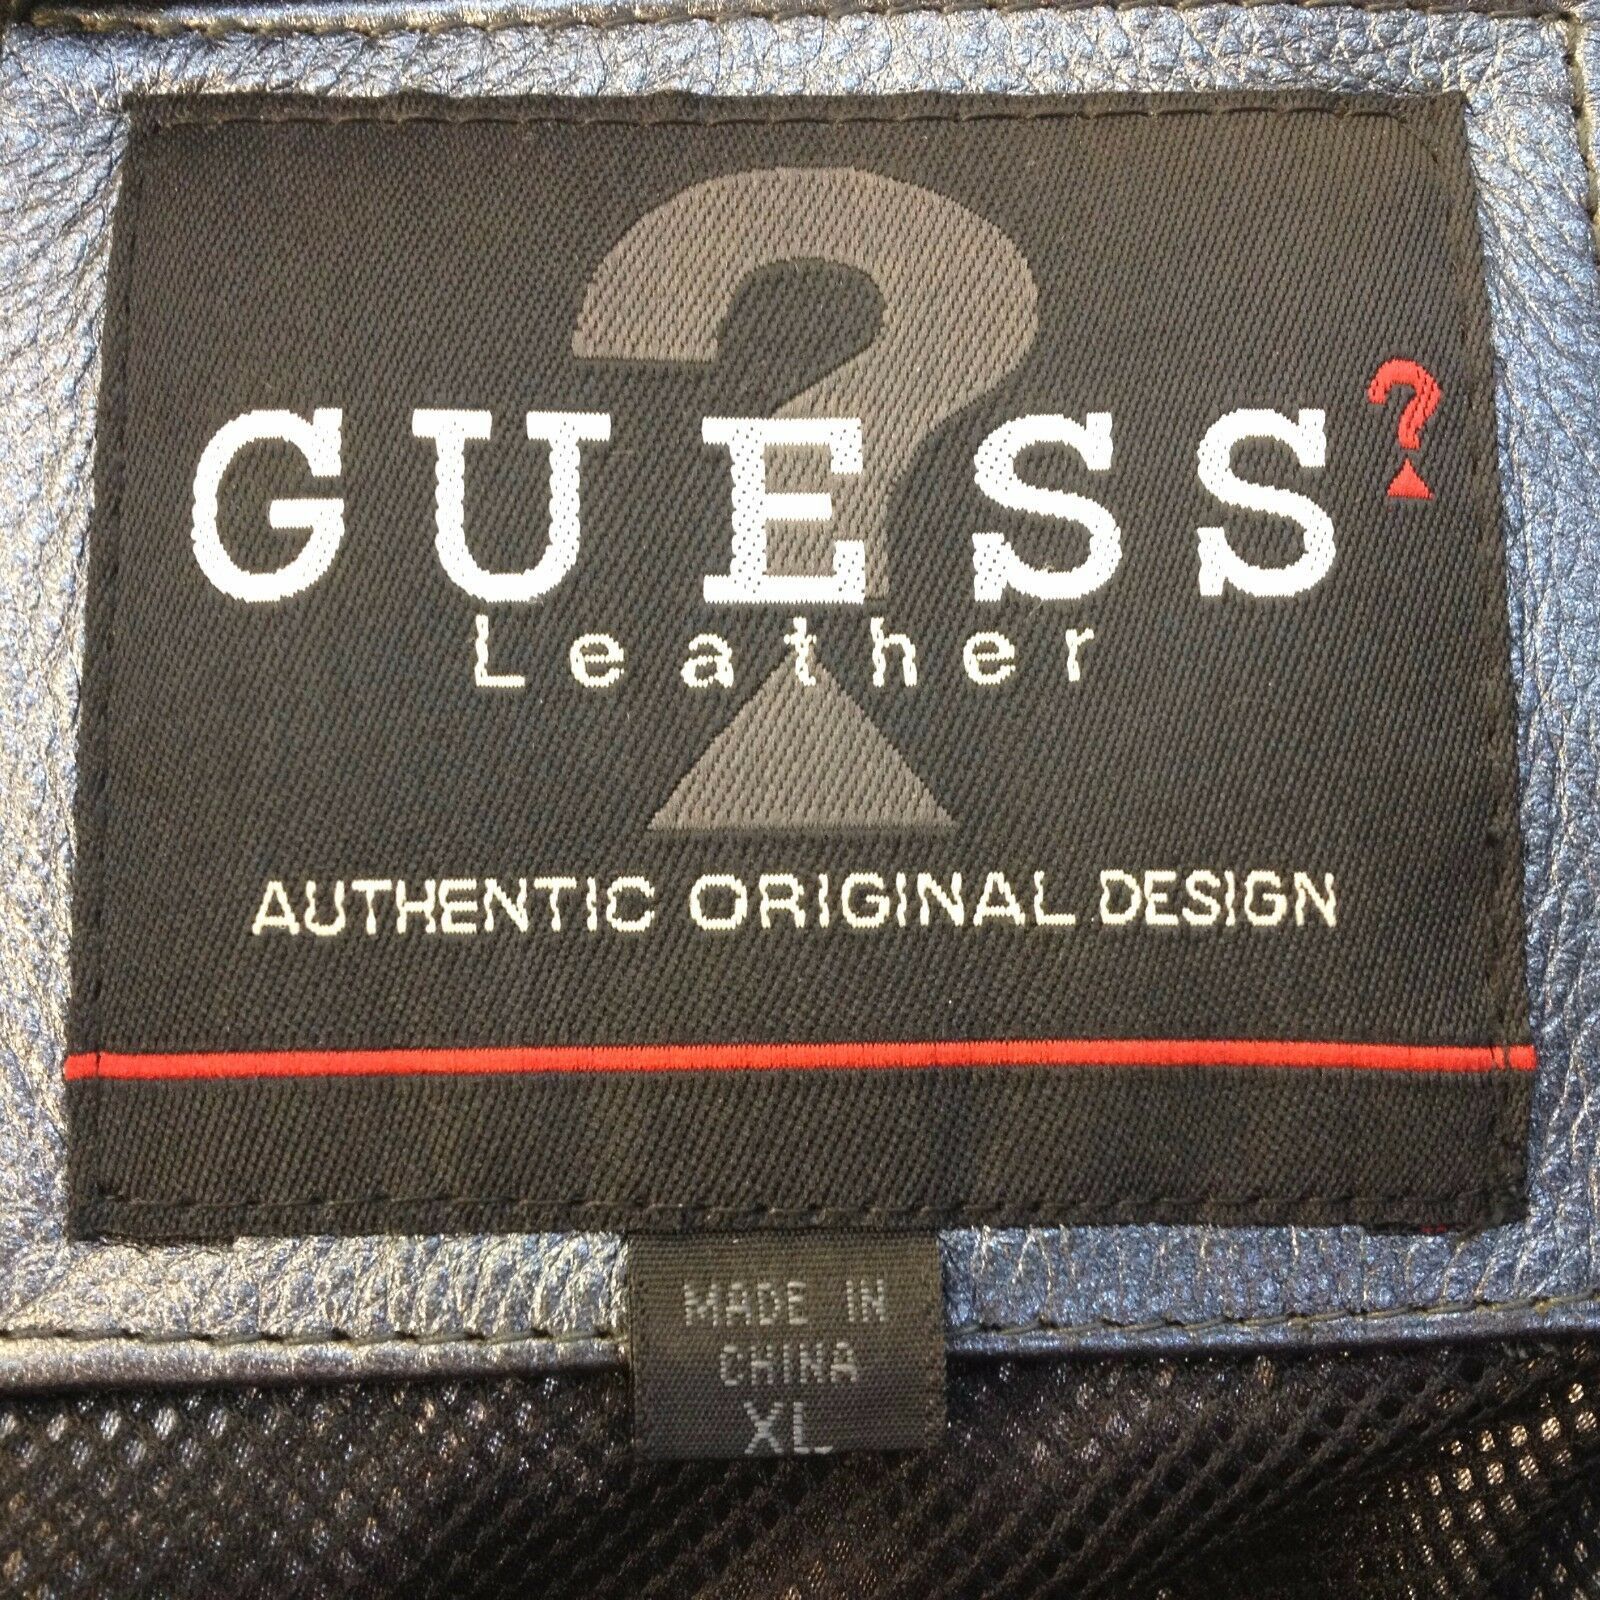 GUESS?
Leather
AUTHENTIC ORIGINAL DESIGN
MADE IN
CHINA
XL